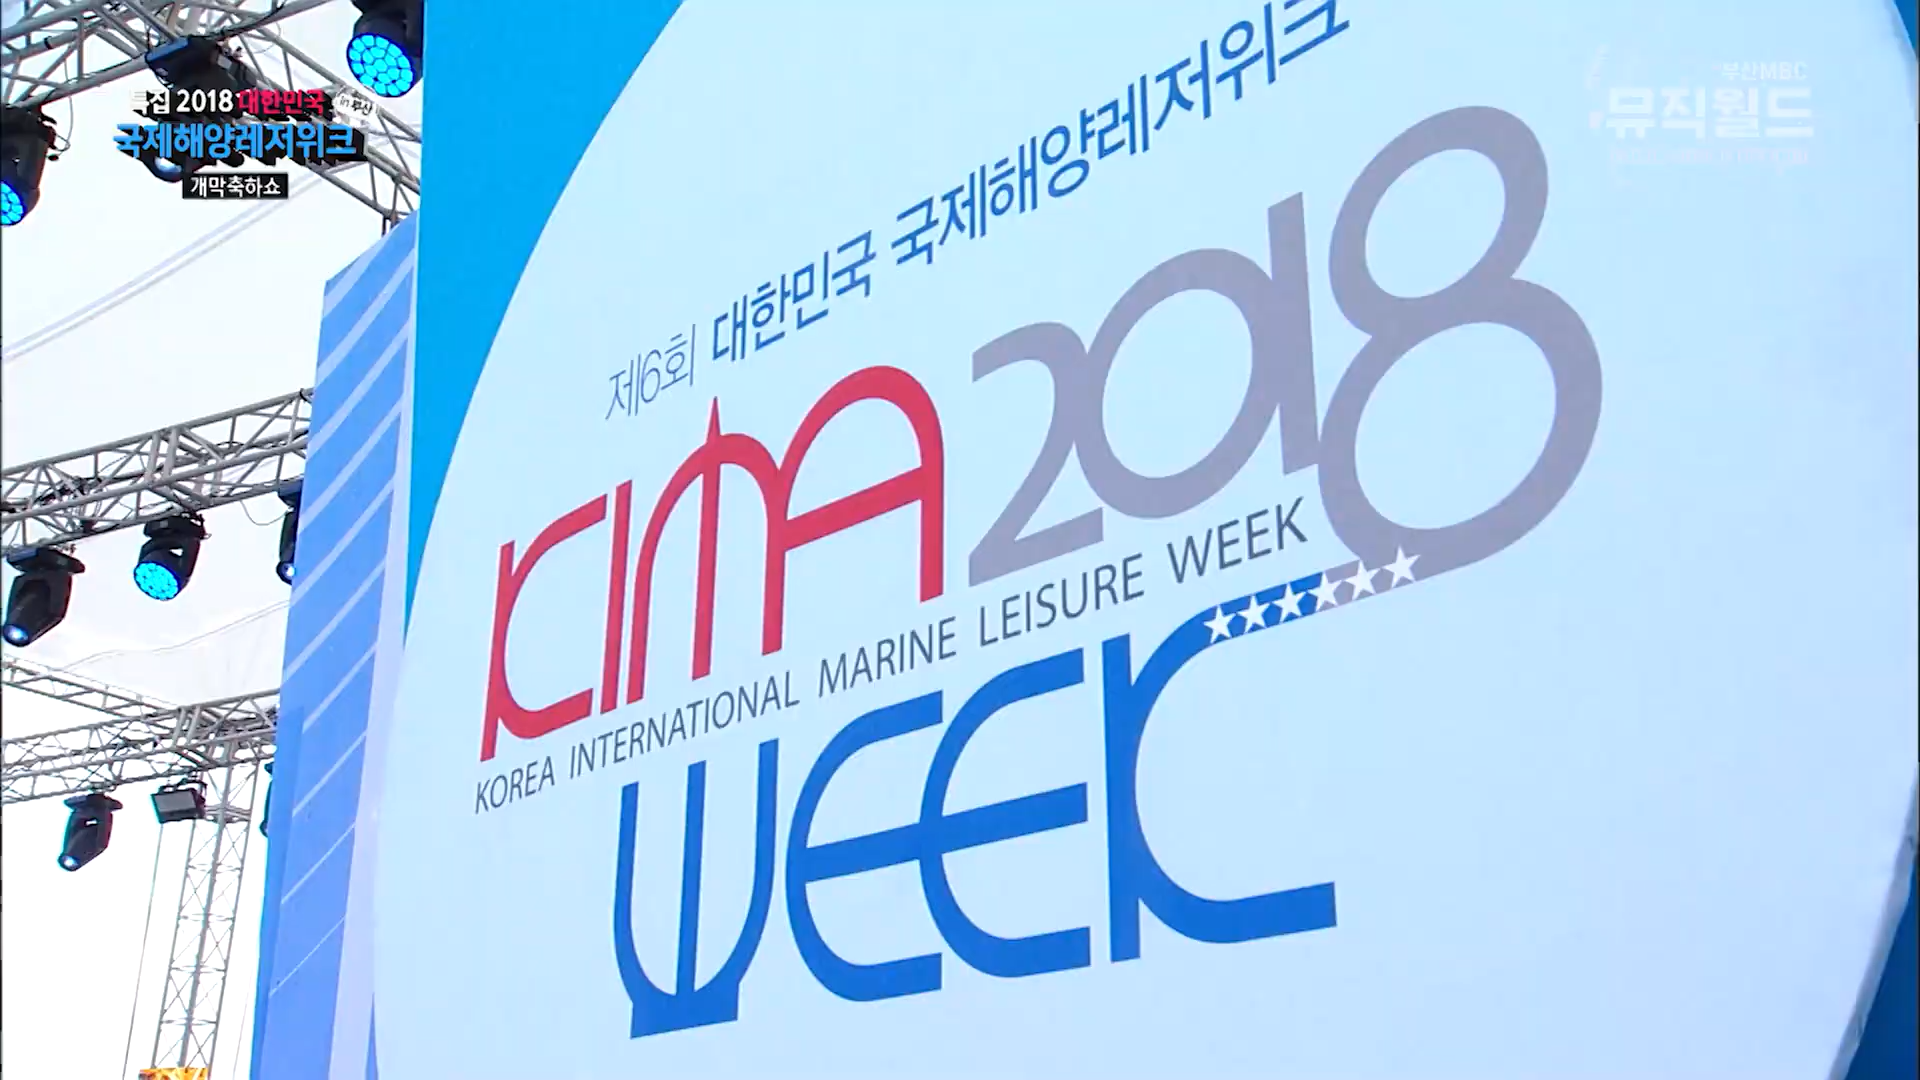 특집 2018 대한민국 in 부산
국제해양레저위크
개막축하쇼
부산MBC
뮤직월드
제6회 대한민국 국제해양레저위크
KIMA 2018
KOREA INTERNATIONAL MARINE LEISURE WEEK
WEEK